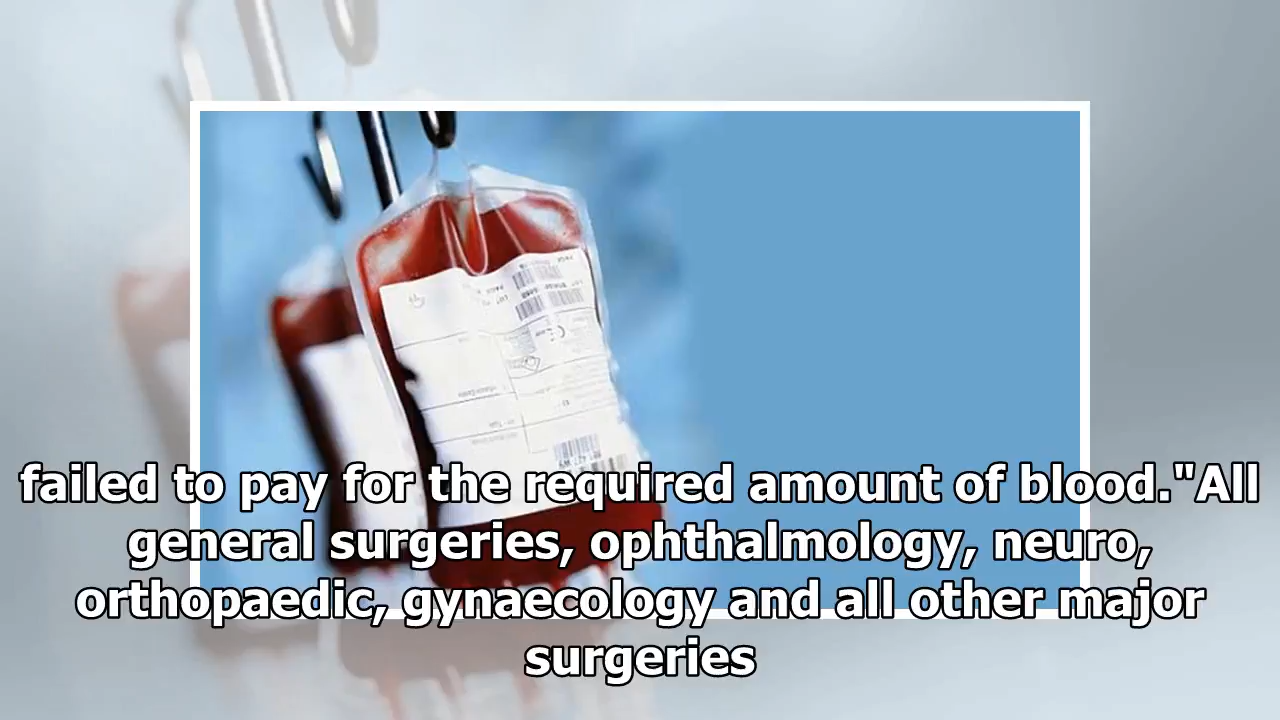 failed to pay for the required amount of blood."All
general surgeries, ophthalmology, neuro,
orthopaedic, gynaecology and all other major
surgeries